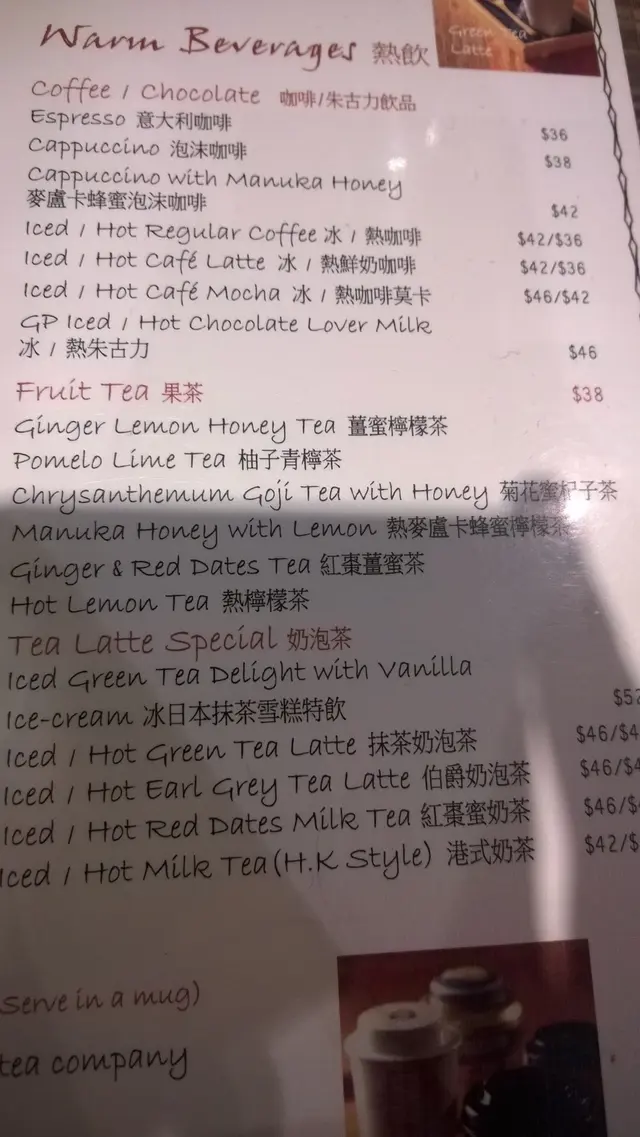 Green Tea
Latte
Warm Beverages 熱飲
Coffee / Chocolate 咖啡/朱古力飲品
Espresso 意大利咖啡 $36
Cappuccino 泡沫咖啡 $38
Cappuccino with Manuka Honey
麥盧卡蜂蜜泡沫咖啡 $42
Iced / Hot Regular Coffee 冰 / 熱咖啡 $42/$36
Iced / Hot Café Latte 冰 / 熱鮮奶咖啡 $42/$36
Iced / Hot Café Mocha 冰 / 熱咖啡莫卡 $46/$42
GP Iced / Hot Chocolate Lover Milk
冰 / 熱朱古力 $46
Fruit Tea 果茶 $38
Ginger Lemon Honey Tea 薑蜜檸檬茶
Pomelo Lime Tea 柚子青檸茶
Chrysanthemum Goji Tea with Honey 菊花蜜杞子茶
Manuka Honey with Lemon 熱麥盧卡蜂蜜檸檬茶
Ginger & Red Dates Tea 紅棗薑蜜茶
Hot Lemon Tea 熱檸檬茶
Tea Latte Special 奶泡茶
Iced Green Tea Delight with Vanilla
Ice-cream 冰日本抹茶雪糕特飲 $52
Iced / Hot Green Tea Latte 抹茶奶泡茶 $46/$4
Iced / Hot Earl Grey Tea Latte 伯爵奶泡茶 $46/$4
Iced / Hot Red Dates Milk Tea 紅棗蜜奶茶 $46/$
Iced / Hot Milk Tea (H.K Style) 港式奶茶 $42/$
(Serve in a mug)
tea company